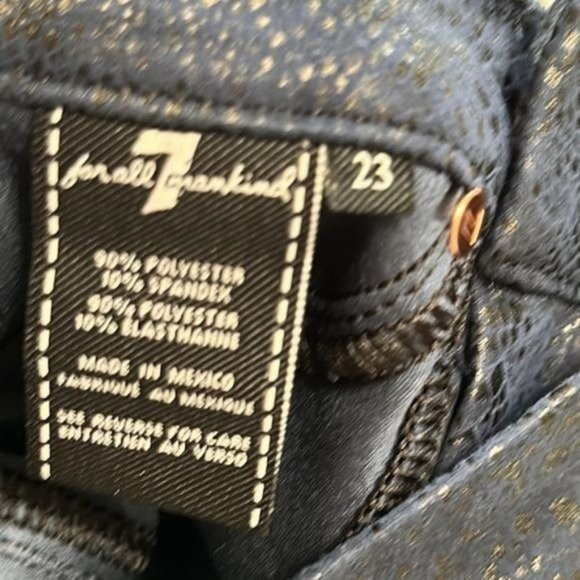 for all 7 mankind
23
90% POLYESTER
10% SPANDEX
90% POLYESTER
10% ELASTHANNE
MADE IN MEXICO
FABRIQUE AU MEXIQUE
SEE REVERSE FOR CARE
ENTRETIEN AU VERSO